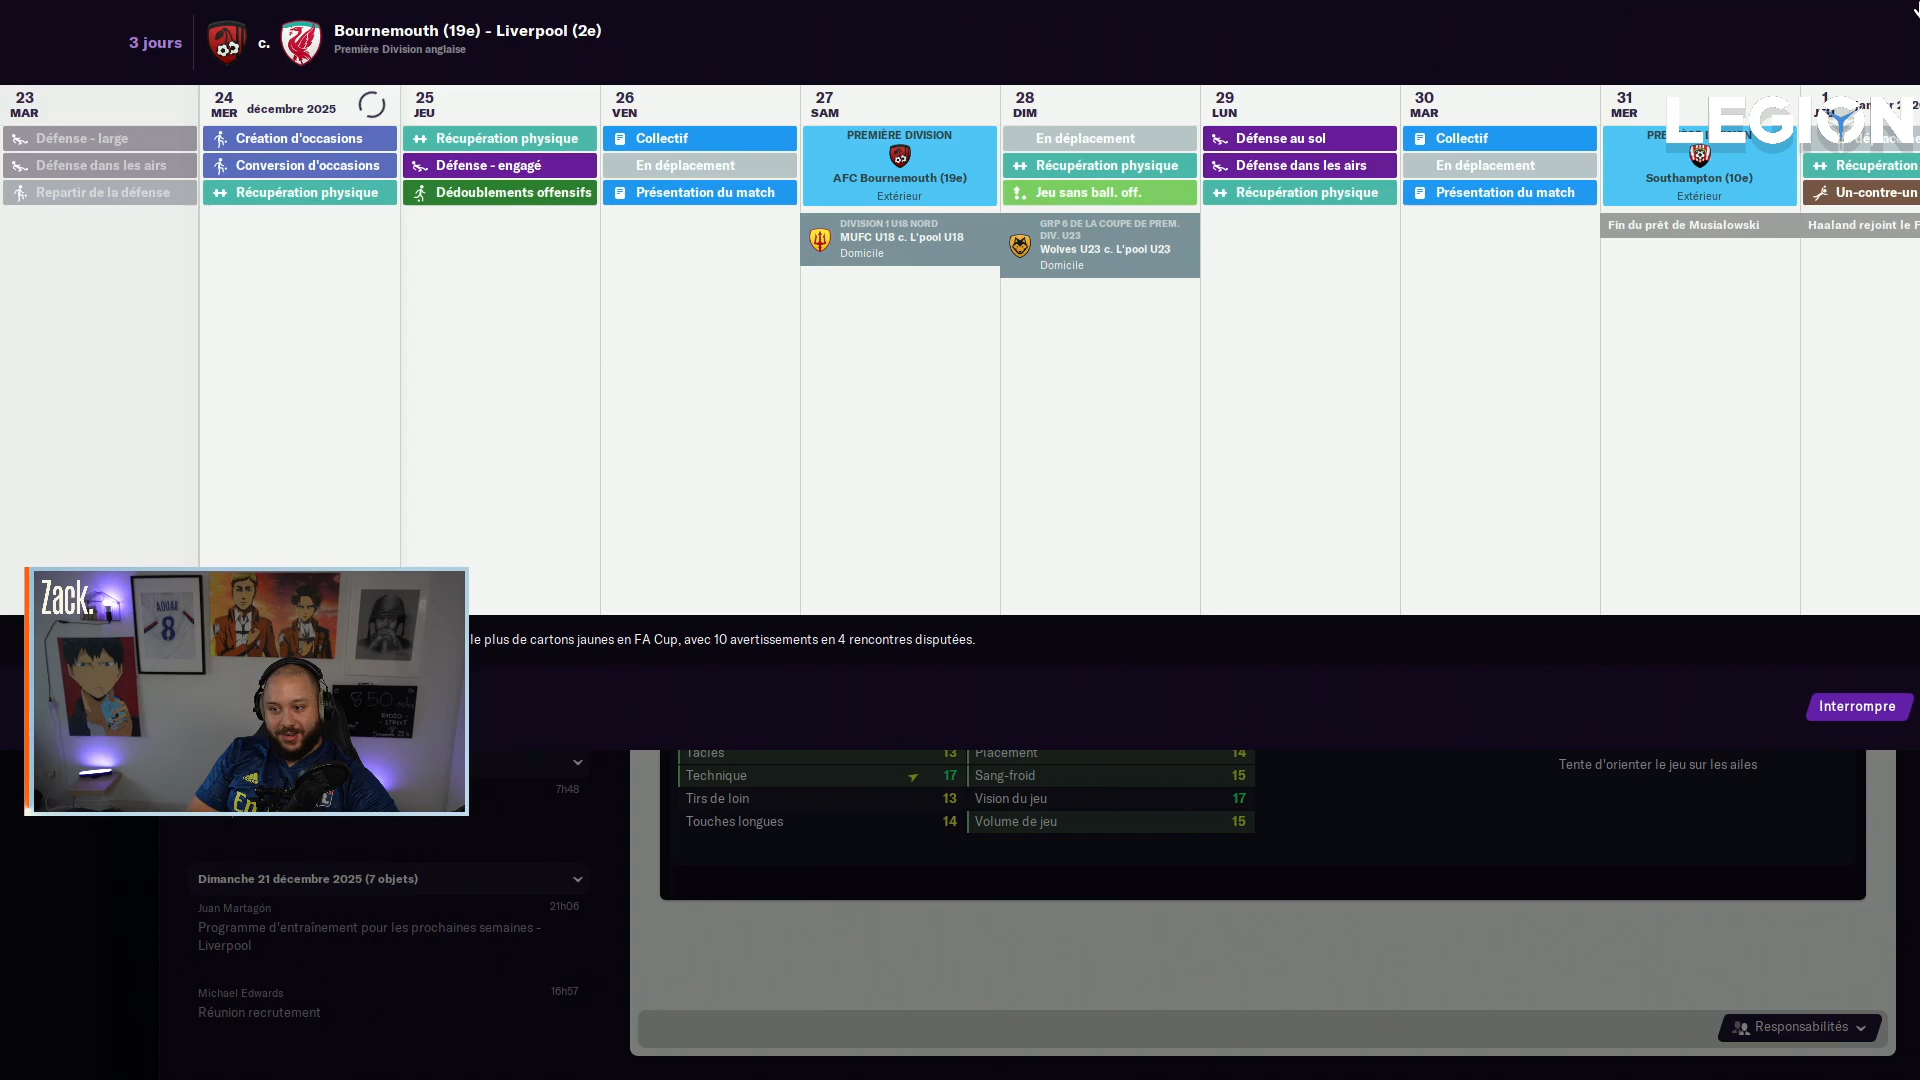 3 jours
c.
Bournemouth (19e) - Liverpool (2e)
Première Division anglaise
LEGION
23
MAR
Défense - large
Défense dans les airs
Repartir de la défense
24
MER décembre 2025
Création d'occasions
Conversion d'occasions
Récupération physique
25
JEU
Récupération physique
Défense - engagé
Dédoublements offensifs
26
VEN
Collectif
En déplacement
Présentation du match
27
SAM
PREMIÈRE DIVISION
AFC Bournemouth (19e)
Extérieur
DIVISION 1 U18 NORD
MUFC U18 c. L'pool U18
Domicile
28
DIM
En déplacement
Récupération physique
Jeu sans ball. off.
GRP 6 DE LA COUPE DE PREM.
DIV. U23
Wolves U23 c. L'pool U23
Domicile
29
LUN
Défense au sol
Défense dans les airs
Récupération physique
30
MAR
Collectif
En déplacement
Présentation du match
31
MER
Southampton (10e)
Extérieur
Fin du prêt de Musialowski
1
Récupération
Un-contre-un
Haaland rejoint le F
Zack.
AOUAR
8
850
RADIO
STREET
le plus de cartons jaunes en FA Cup, avec 10 avertissements en 4 rencontres disputées.
Interrompre
Tacles 13 Placement 14
Technique 17 Sang-froid 15
Tirs de loin 13 Vision du jeu 17
Touches longues 14 Volume de jeu 15
Tente d'orienter le jeu sur les ailes
7h48
Dimanche 21 décembre 2025 (7 objets)
Juan Martagón 21h06
Programme d'entraînement pour les prochaines semaines -
Liverpool
Michael Edwards 16h57
Réunion recrutement
Responsabilités